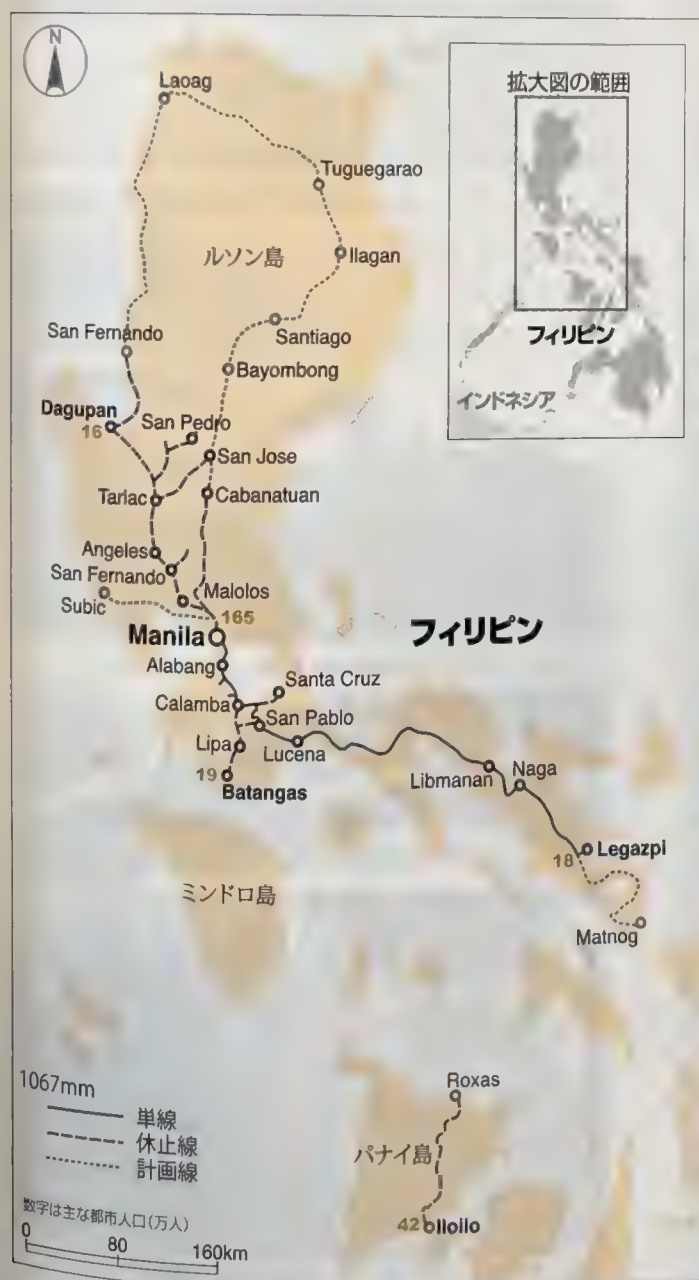 N
Laoag
拡大図の範囲
Tuguegarao
ルソン島
Ilagan
San Fernando
Santiago
フィリピン
Bayombong
インドネシア
Dagupan
16
San Pedro
San Jose
Tarlac
Cabanatuan
Angeles
San Fernando
Malolos
Subic
165
Manila
フィリピン
Alabang
Santa Cruz
Calamba
San Pablo
Lipa
Lucena
Libmanan
Naga
19
Batangas
18
Legazpi
ミンドロ島
Matnog
1067mm
単線
休止線
計画線
Roxas
パナイ島
数字は主な都市人口(万人)
42
Iloilo
0 80 160km